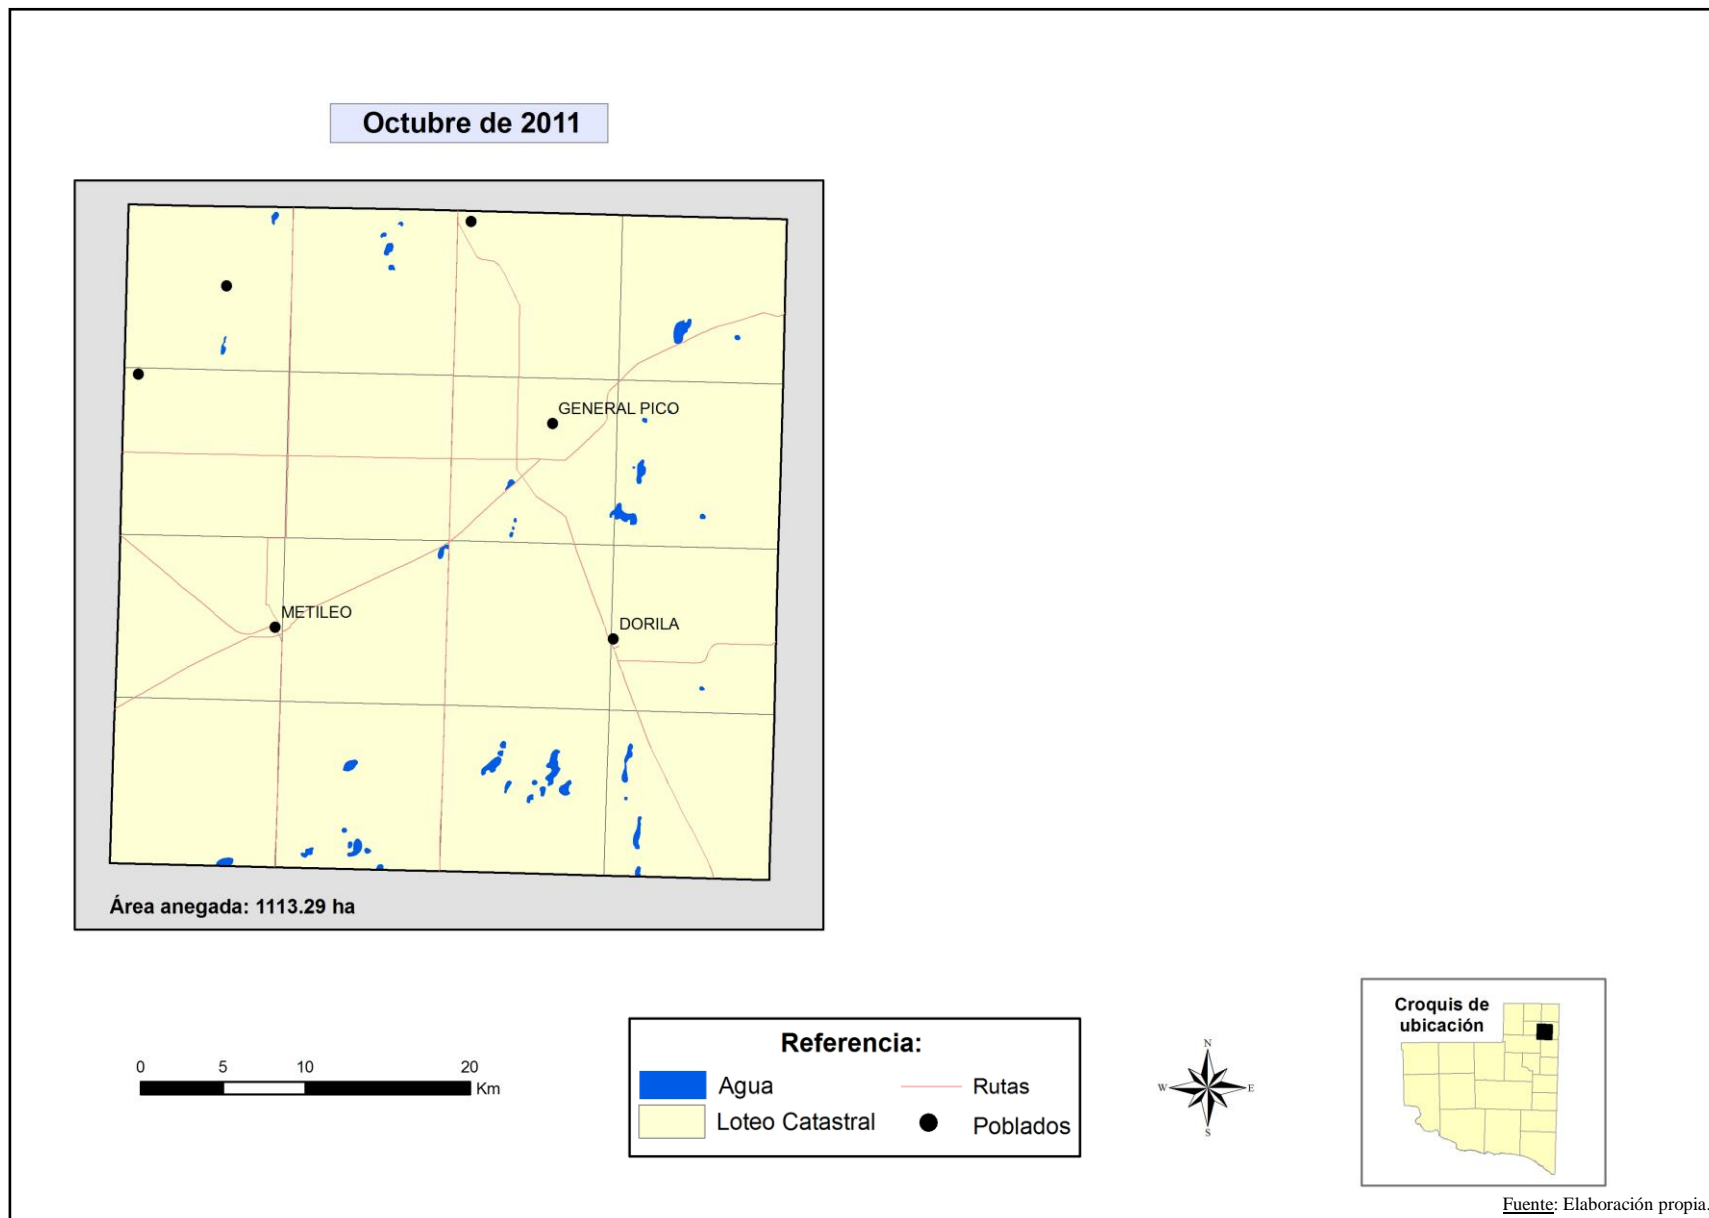 Octubre de 2011
GENERAL PICO
METILEO
DORILA
Área anegada: 1113.29 ha
0 5 10 20
Km
Referencia:
Agua
Rutas
Loteo Catastral
Poblados
N
W E
S
Croquis de
ubicación
Fuente: Elaboración propia.